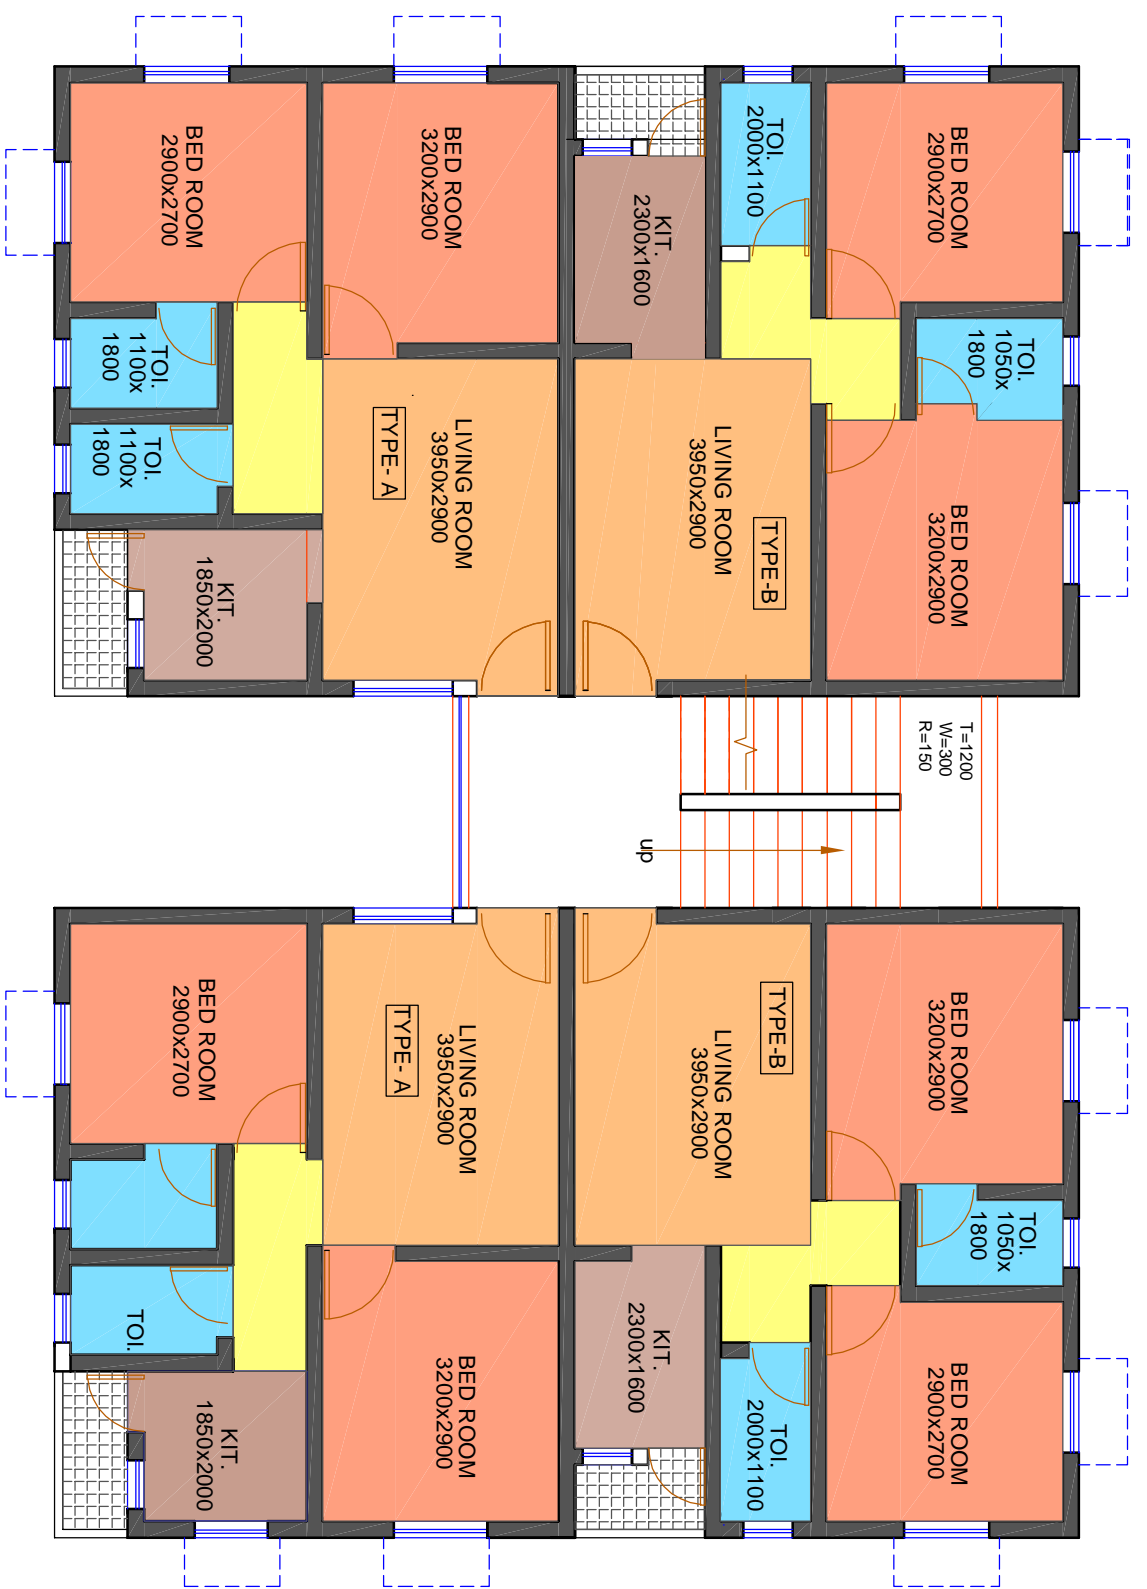 BED ROOM
2900x2700
BED ROOM
3200x2900
KIT.
2300x1600
TOI.
2000x1100
BED ROOM
2900x2700
TOI.
1100x
1800
TOI.
1100x
1800
KIT.
1850x2000
LIVING ROOM
3950x2900
TYPE- A
LIVING ROOM
3950x2900
TYPE-B
TOI.
1050x
1800
BED ROOM
3200x2900
T=1200
W=300
R=150
up
BED ROOM
2900x2700
LIVING ROOM
3950x2900
TYPE- A
LIVING ROOM
3950x2900
TYPE-B
BED ROOM
3200x2900
TOI.
1050x
1800
TOI.
KIT.
1850x2000
BED ROOM
3200x2900
KIT.
2300x1600
TOI.
2000x1100
BED ROOM
2900x2700